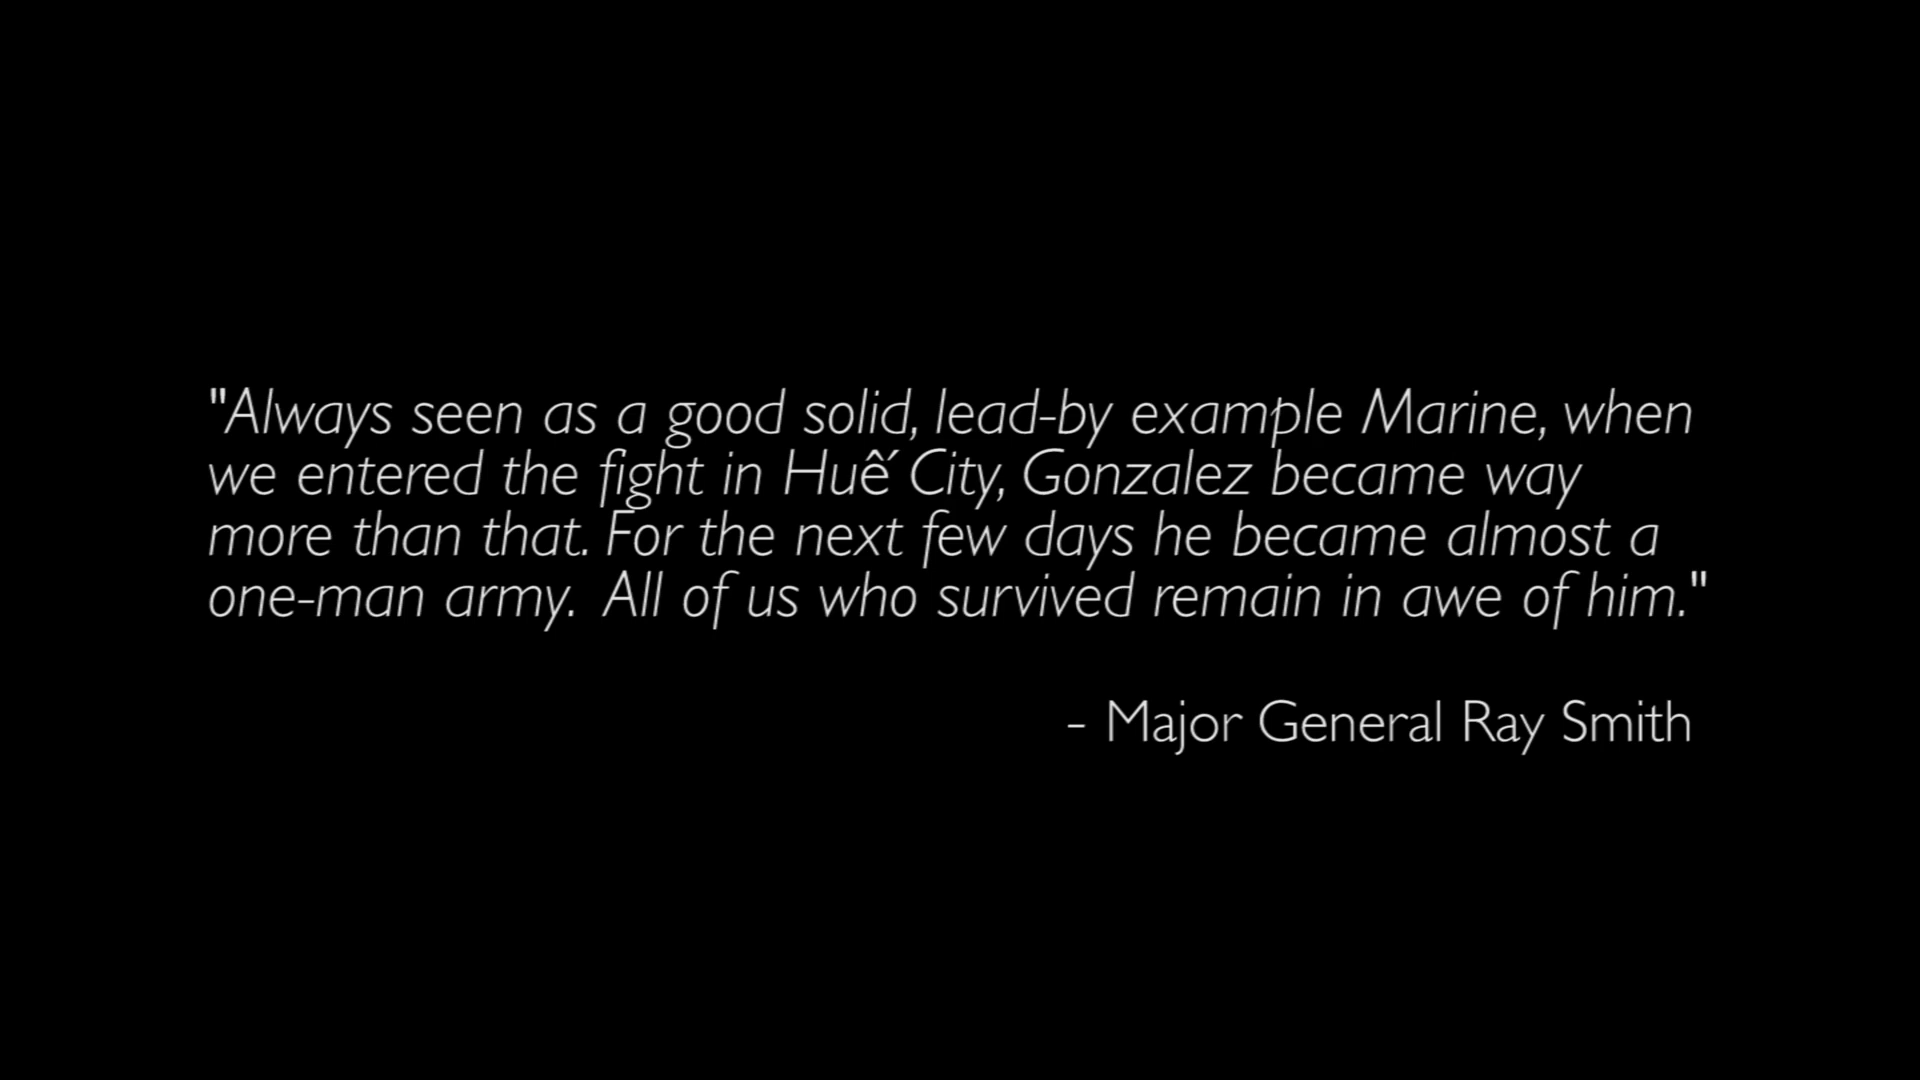 "Always seen as a good solid, lead-by example Marine, when
we entered the fight in Huế City, Gonzalez became way
more than that. For the next few days he became almost a
one-man army.  All of us who survived remain in awe of him."
- Major General Ray Smith